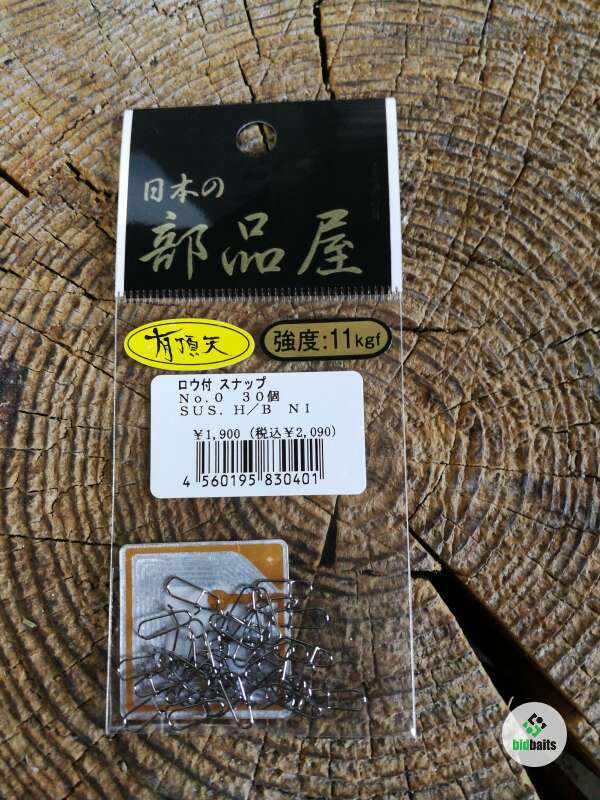 日本の
部品屋
有頂天
強度:11kgf
ロウ付 スナップ
No.0 30個
SUS. H/B NI
¥1,900 (税込¥2,090)
4 560195 830401
bidbaits